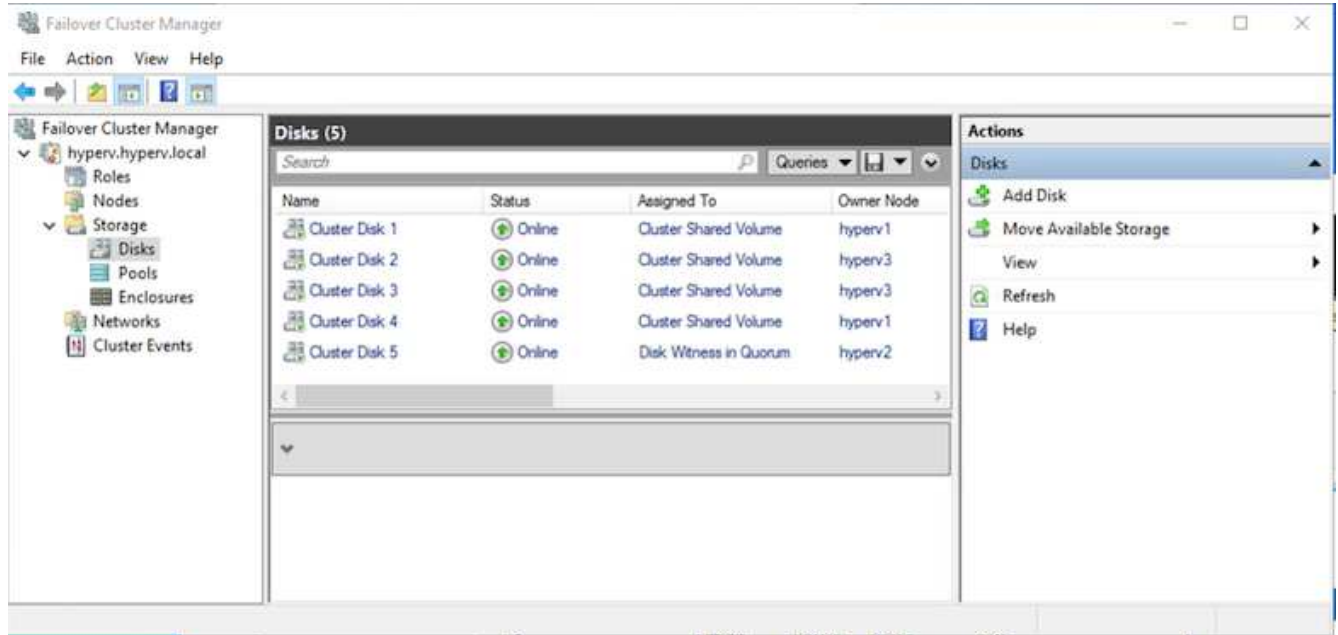 Failover Cluster Manager
File Action View Help
Failover Cluster Manager
hyperv.hyperv.local
Roles
Nodes
Storage
Disks
Pools
Enclosures
Networks
Cluster Events
Disks (5)
Search Queries
Name Status Assigned To Owner Node
Cluster Disk 1 Online Cluster Shared Volume hyperv1
Cluster Disk 2 Online Cluster Shared Volume hyperv3
Cluster Disk 3 Online Cluster Shared Volume hyperv3
Cluster Disk 4 Online Cluster Shared Volume hyperv1
Cluster Disk 5 Online Disk Witness in Quorum hyperv2
Actions
Disks
Add Disk
Move Available Storage
View
Refresh
Help